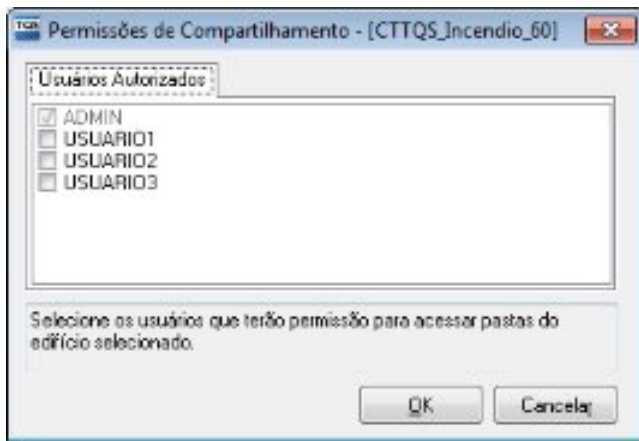 TQS Permissões de Compartilhamento - [CTTQS_Incendio_60]
Usuários Autorizados
ADMIN
USUARIO1
USUARIO2
USUARIO3
Selecione os usuários que terão permissão para acessar pastas do
edifício selecionado.
OK Cancelar